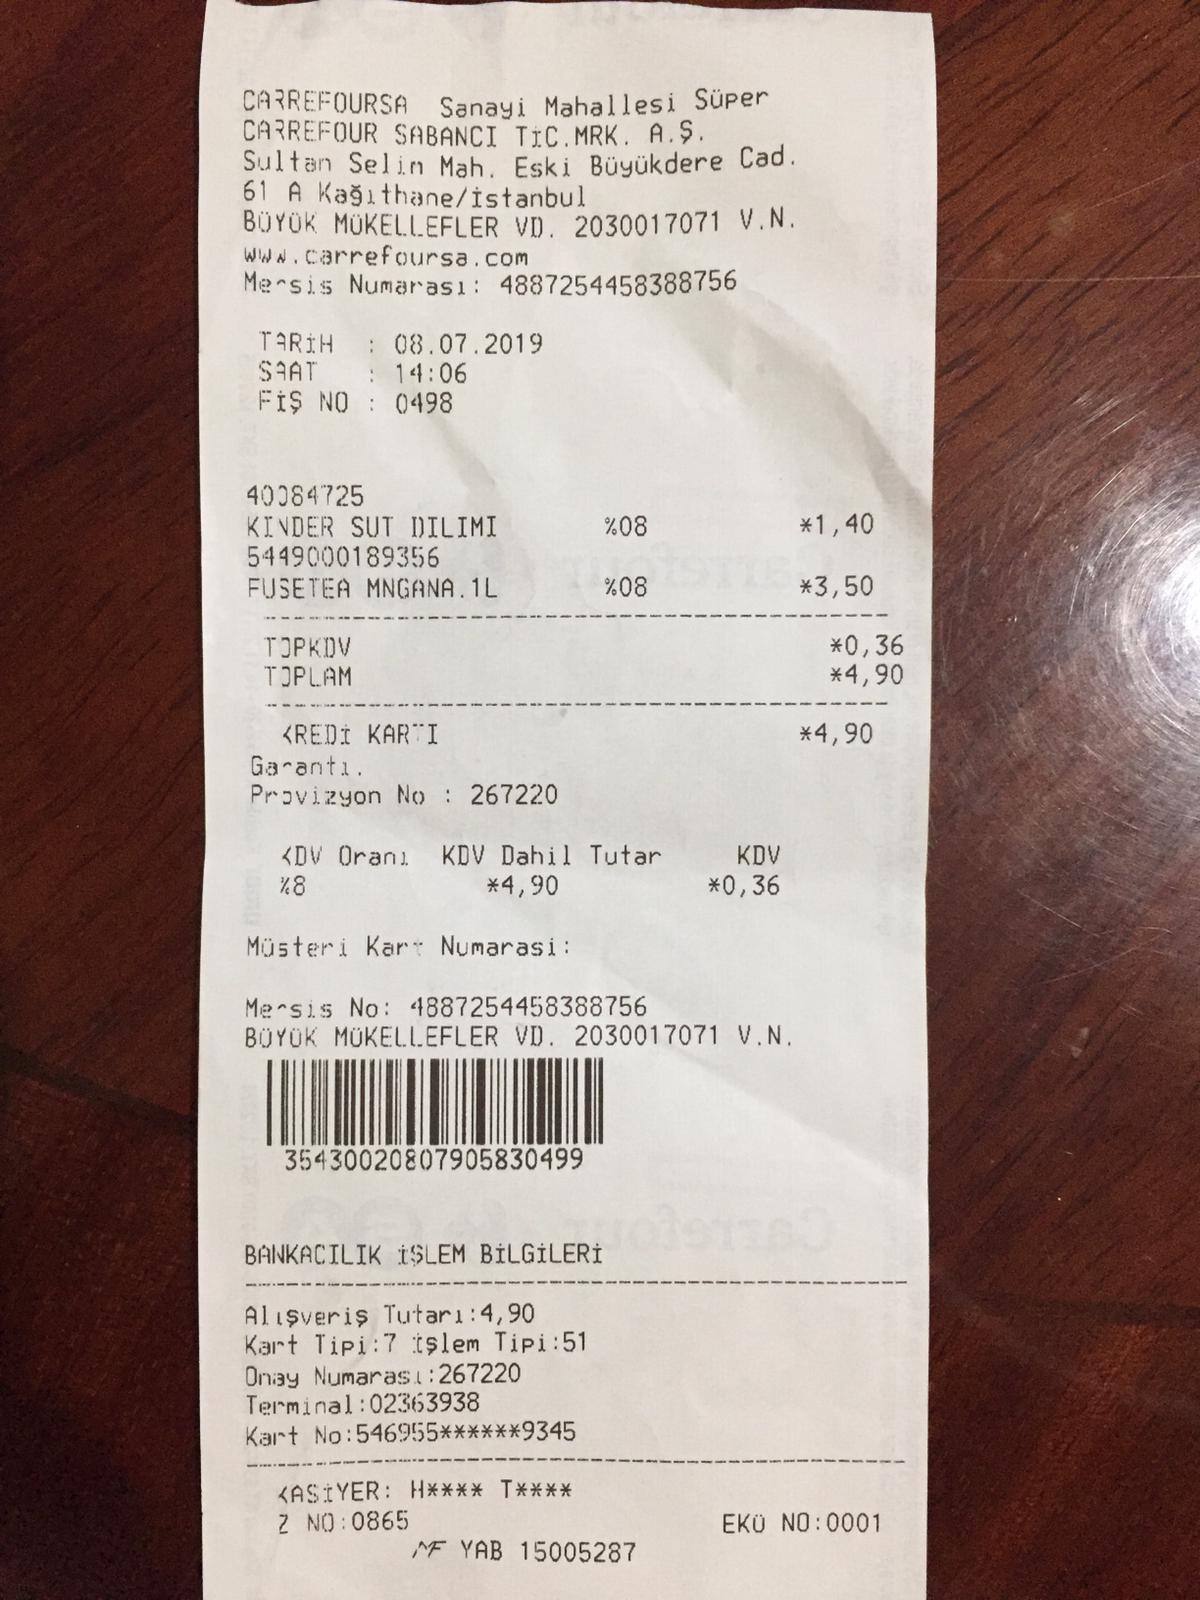 CARREFOURSA Sanayi Mahallesi Süper
CARREFOUR SABANCI TİC.MRK. A.Ş.
Sultan Selin Mah. Eski Büyükdere Cad.
61 A Kağıthane/İstanbul
BÜYÜK MÜKELLEFLER VD. 2030017071 V.N.
www.carrefoursa.com
Mersis Numarası: 4887254458388756
TARİH : 08.07.2019
SAAT : 14:06
FİŞ NO : 0498
40084725
KINDER SUT DILIMI %08 *1,40
5449000189356
FUSETEA MNGANA.1L %08 *3,50
TOPKDV *0,36
TOPLAM *4,90
KREDİ KARTI *4,90
Garantı.
Provizyon No : 267220
KDV Oranı KDV Dahil Tutar KDV
%8 *4,90 *0,36
Müsteri Kart Numarasi:
Mersis No: 4887254458388756
BÜYÜK MÜKELLEFLER VD. 2030017071 V.N.
35430020807905830499
BANKACILIK İŞLEM BİLGİLERİ
Alışveriş Tutarı:4,90
Kart Tipi:7 İşlem Tipi:51
Onay Numarası:267220
Terminal:02363938
Kart No:546955******9345
KASİYER: H**** T****
Z NO:0865 EKÜ NO:0001
MF YAB 15005287